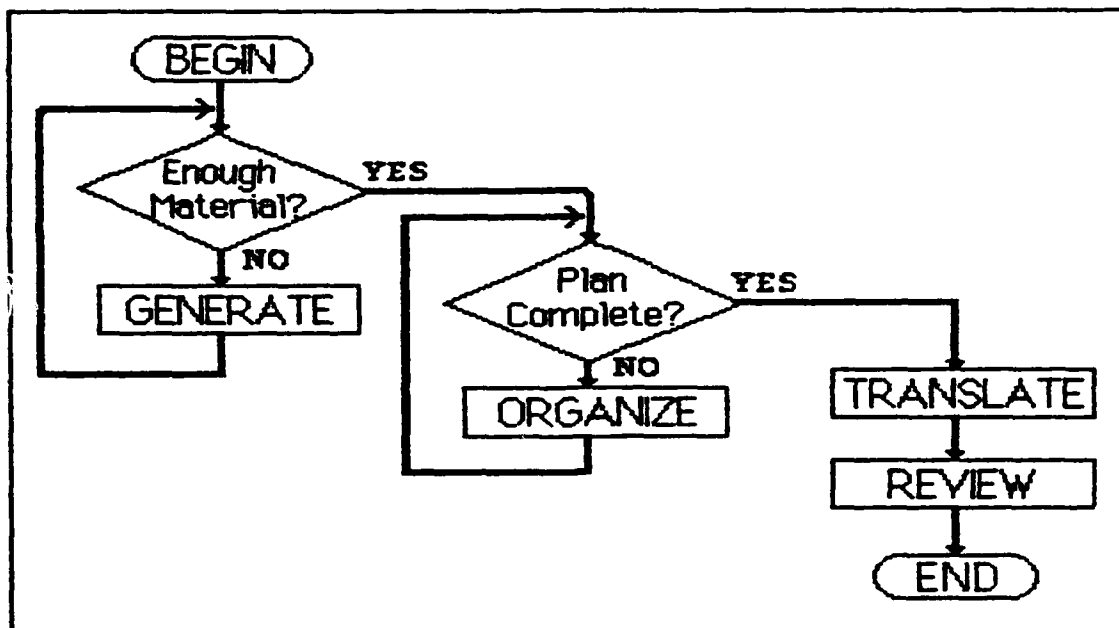 BEGIN
Enough
Material?
YES
NO
GENERATE
Plan
Complete?
YES
NO
ORGANIZE
TRANSLATE
REVIEW
END